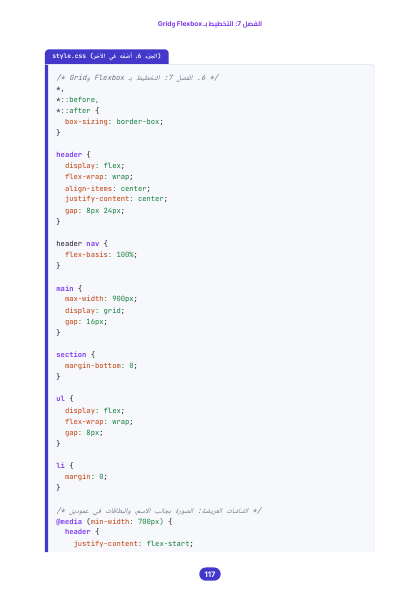 الفصل 7: التخطيط بـ Flexbox وGrid
style.css (الجزء 6، أضفه في الآخر)
/* 6. الفصل 7: التخطيط بـ Flexbox وGrid */
*,
*::before,
*::after {
  box-sizing: border-box;
}
header {
  display: flex;
  flex-wrap: wrap;
  align-items: center;
  justify-content: center;
  gap: 8px 24px;
}
header nav {
  flex-basis: 100%;
}
main {
  max-width: 900px;
  display: grid;
  gap: 16px;
}
section {
  margin-bottom: 0;
}
ul {
  display: flex;
  flex-wrap: wrap;
  gap: 8px;
}
li {
  margin: 0;
}
/* الشاشات العريضة: الصورة بجانب الاسم، والبطاقات في عمودين */
@media (min-width: 700px) {
  header {
    justify-content: flex-start;
117